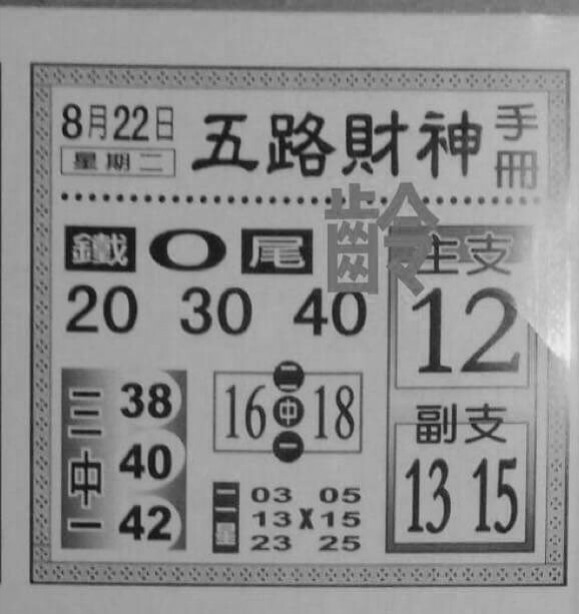 8月22日
星期二
五路財神
手冊
齡
鐵 0 尾
20 30 40
主支
12
三中一
38
40
42
二中一
16 18
副支
13 15
二星
03 05
13 X 15
23 25